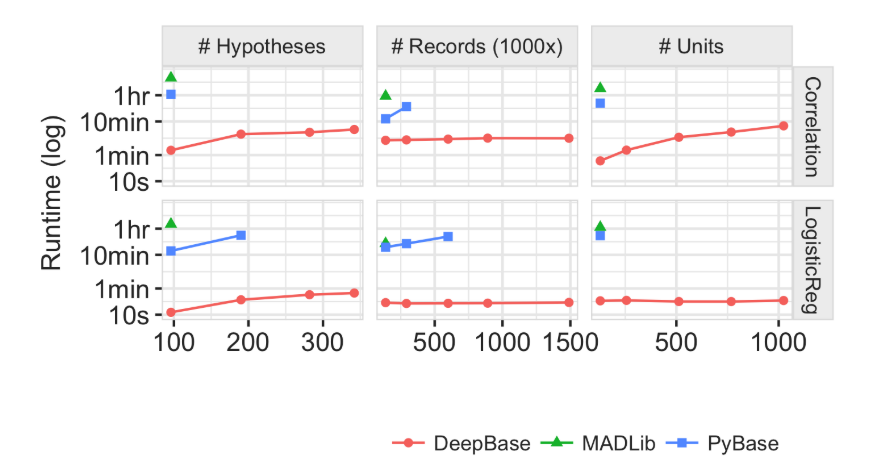 # Hypotheses # Records (1000x) # Units
Runtime (log)
1hr
10min
1min
10s
Correlation
1hr
10min
1min
10s
LogisticReg
100 200 300 500 1000 1500 500 1000
DeepBase MADLib PyBase